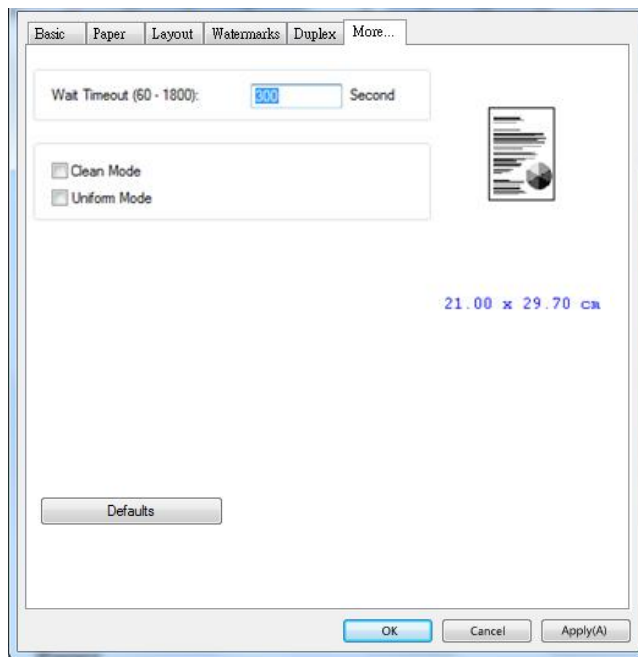 Basic Paper Layout Watermarks Duplex More...
Wait Timeout (60 - 1800): 300 Second
Clean Mode
Uniform Mode
21.00 x 29.70 cm
Defaults
OK Cancel Apply(A)